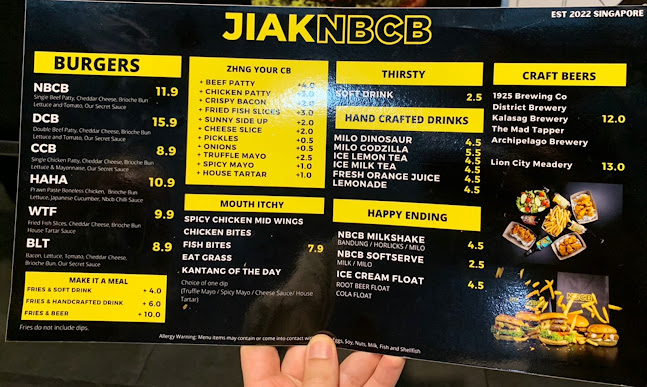 JIAKNBCB
EST 2022 SINGAPORE
BURGERS
NBCB 11.9
Single Beef Patty, Cheddar Cheese, Brioche Bun
Lettuce and Tomato, Our Secret Sauce
DCB 15.9
Double Beef Patty, Cheddar Cheese, Brioche Bun
Lettuce and Tomato, Our Secret Sauce
CCB 8.9
Single Chicken Patty, Cheddar Cheese, Brioche Bun
Lettuce & Mayonnaise, Our Secret Sauce
HAHA 10.9
Prawn Paste Boneless Chicken, Brioche Bun
Lettuce, Japanese Cucumber, Nbcb Chilli Sauce
WTF 9.9
Fried Fish Slices, Cheddar Cheese, Brioche Bun
House Tartar Sauce
BLT 8.9
Bacon, Lettuce, Tomato, Cheddar Cheese,
Brioche Bun, Our Secret Sauce
MAKE IT A MEAL
FRIES & SOFT DRINK + 4.0
FRIES & HANDCRAFTED DRINK + 6.0
FRIES & BEER + 10.0
Fries do not include dips.
ZHNG YOUR CB
+ BEEF PATTY +4.0
+ CHICKEN PATTY
+ CRISPY BACON +2.0
+ FRIED FISH SLICES +3.0
+ SUNNY SIDE UP +2.0
+ CHEESE SLICE +2.0
+ PICKLES +0.5
+ ONIONS +0.5
+ TRUFFLE MAYO +2.5
+ SPICY MAYO +1.0
+ HOUSE TARTAR +1.0
MOUTH ITCHY
SPICY CHICKEN MID WINGS
CHICKEN BITES
FISH BITES 7.9
EAT GRASS
KANTANG OF THE DAY
Choice of one dip
(Truffle Mayo / Spicy Mayo / Cheese Sauce/ House
Tartar)
THIRSTY
SOFT DRINK 2.5
HAND CRAFTED DRINKS
MILO DINOSAUR 4.5
MILO GODZILLA 5.5
ICE LEMON TEA 4.5
ICE MILK TEA 4.5
FRESH ORANGE JUICE 4.5
LEMONADE 4.5
HAPPY ENDING
NBCB MILKSHAKE 4.5
BANDUNG / HORLICKS / MILO
NBCB SOFTSERVE 2.5
MILK / MILO
ICE CREAM FLOAT 4.5
ROOT BEER FLOAT
COLA FLOAT
CRAFT BEERS
1925 Brewing Co
District Brewery
Kalasag Brewery 12.0
The Mad Tapper
Archipelago Brewery
Lion City Meadery 13.0
NBCB
Allergy Warning: Menu items may contain or come into contact Eggs, Soy, Nuts, Milk, Fish and Shellfish